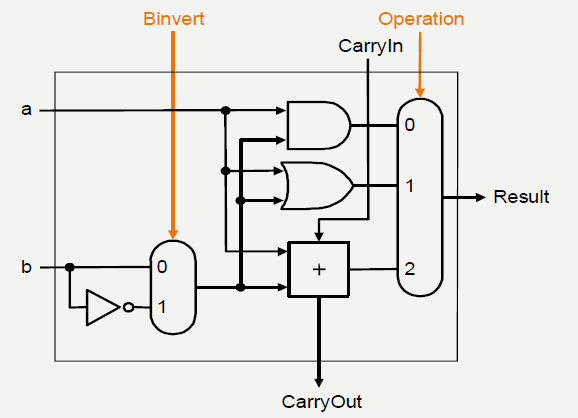 Binvert
Operation
CarryIn
a
0
1
Result
b
0
+
2
1
CarryOut